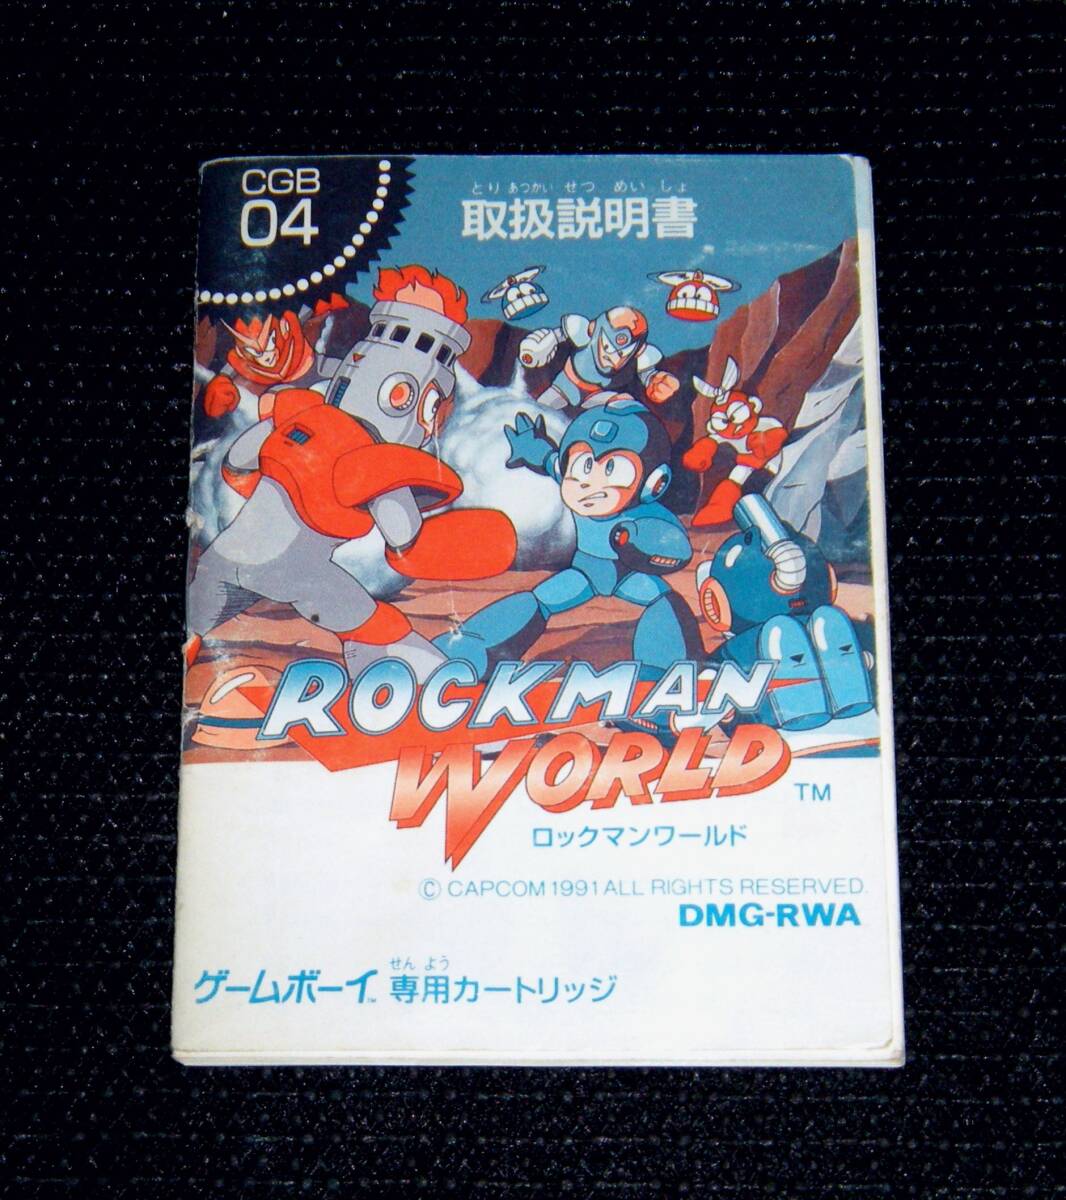 CGB
04
とり あつかい せつ めい しょ
取扱説明書
ROCKMAN
WORLD TM
ロックマンワールド
© CAPCOM 1991 ALL RIGHTS RESERVED.
DMG-RWA
せん よう
ゲームボーイ™ 専用カートリッジ